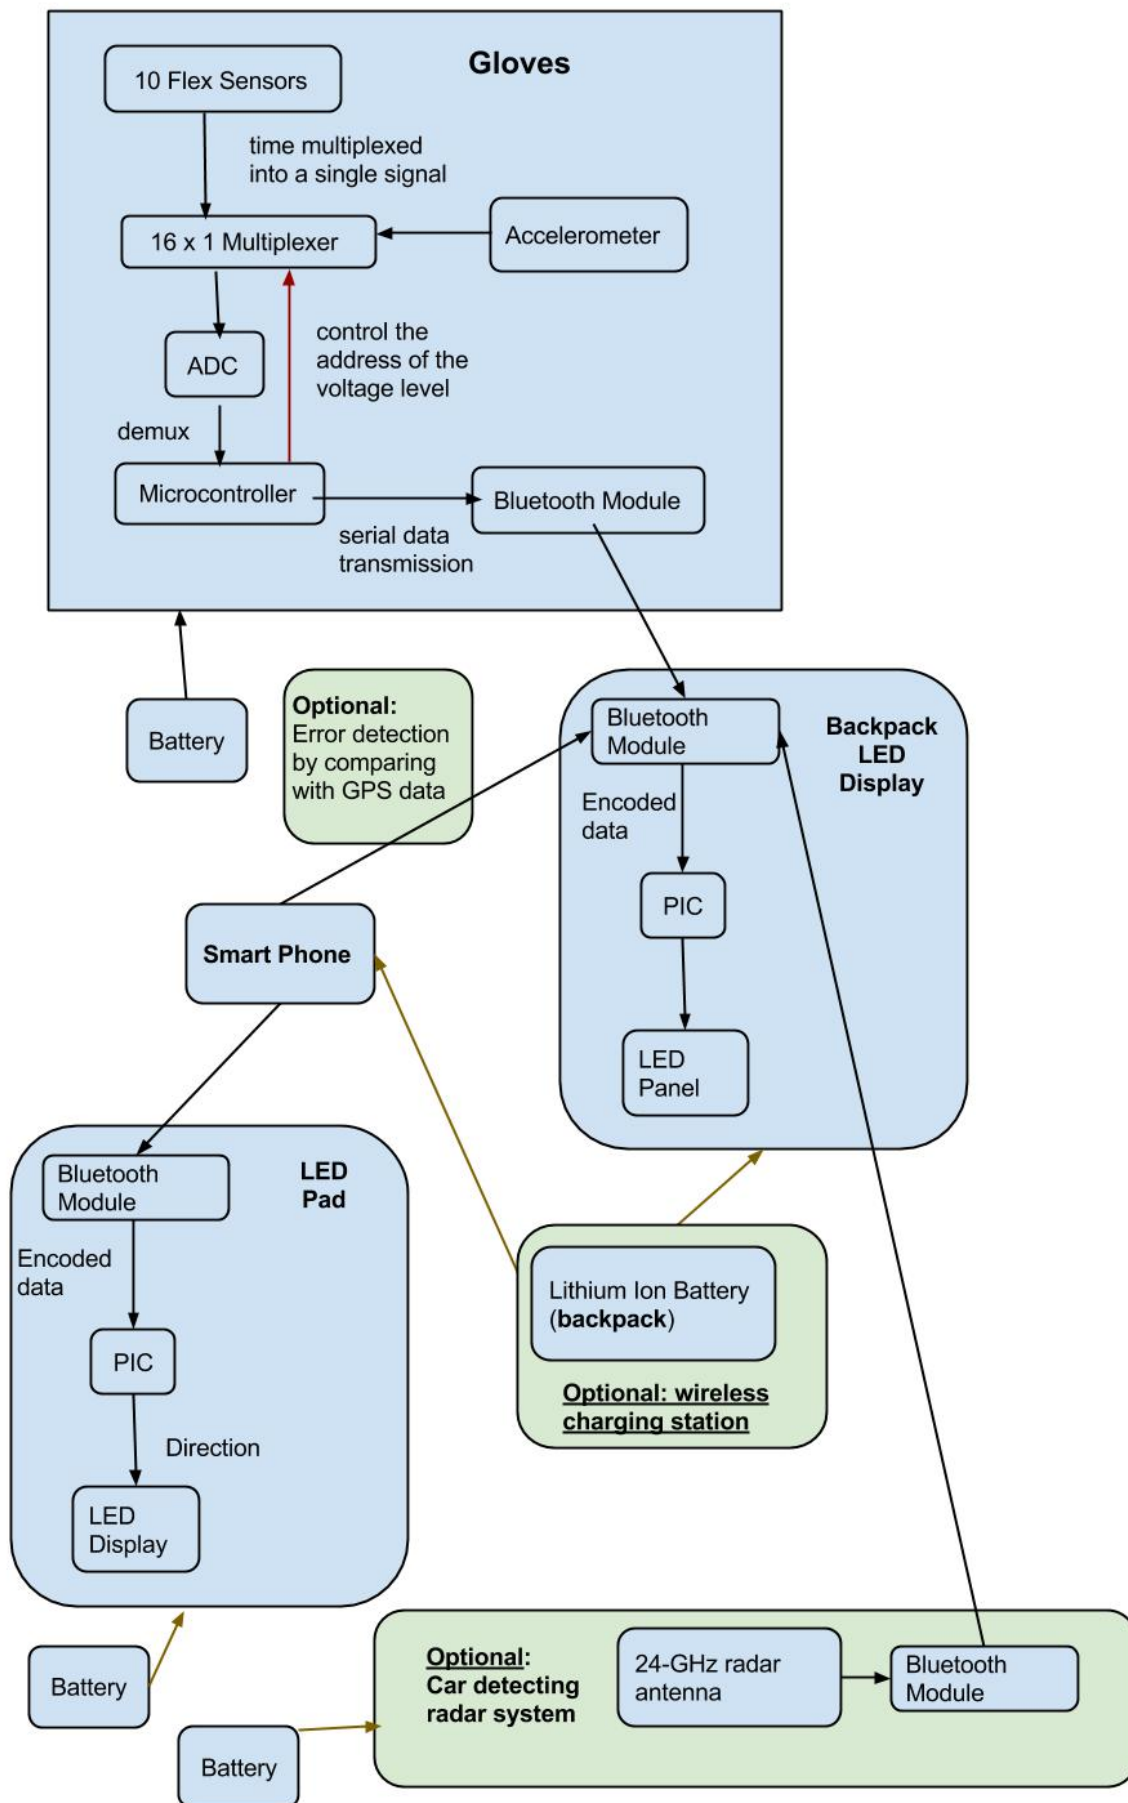 Gloves
10 Flex Sensors
time multiplexed
into a single signal
16 x 1 Multiplexer
Accelerometer
control the
address of the
voltage level
ADC
demux
Microcontroller
Bluetooth Module
serial data
transmission
Battery
Optional:
Error detection
by comparing
with GPS data
Bluetooth
Module
Backpack
LED
Display
Encoded
data
PIC
LED
Panel
Smart Phone
Bluetooth
Module
LED
Pad
Encoded
data
PIC
Direction
LED
Display
Lithium Ion Battery
(backpack)
Optional: wireless
charging station
Battery
Optional:
Car detecting
radar system
24-GHz radar
antenna
Bluetooth
Module
Battery